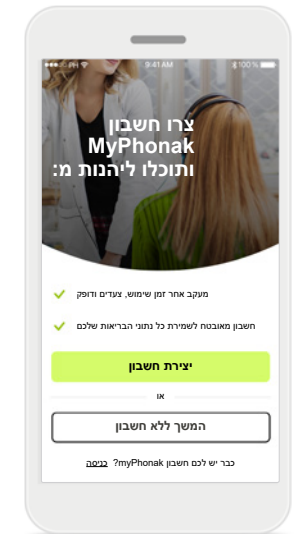 PH 9:41 AM 100%
צרו חשבון
MyPhonak
ותוכלו ליהנות מ:
מעקב אחר זמן שימוש, צעדים ודופק
חשבון מאובטח לשמירת כל נתוני הבריאות שלכם
יצירת חשבון
או
המשך ללא חשבון
כבר יש לכם חשבון myPhonak? כניסה